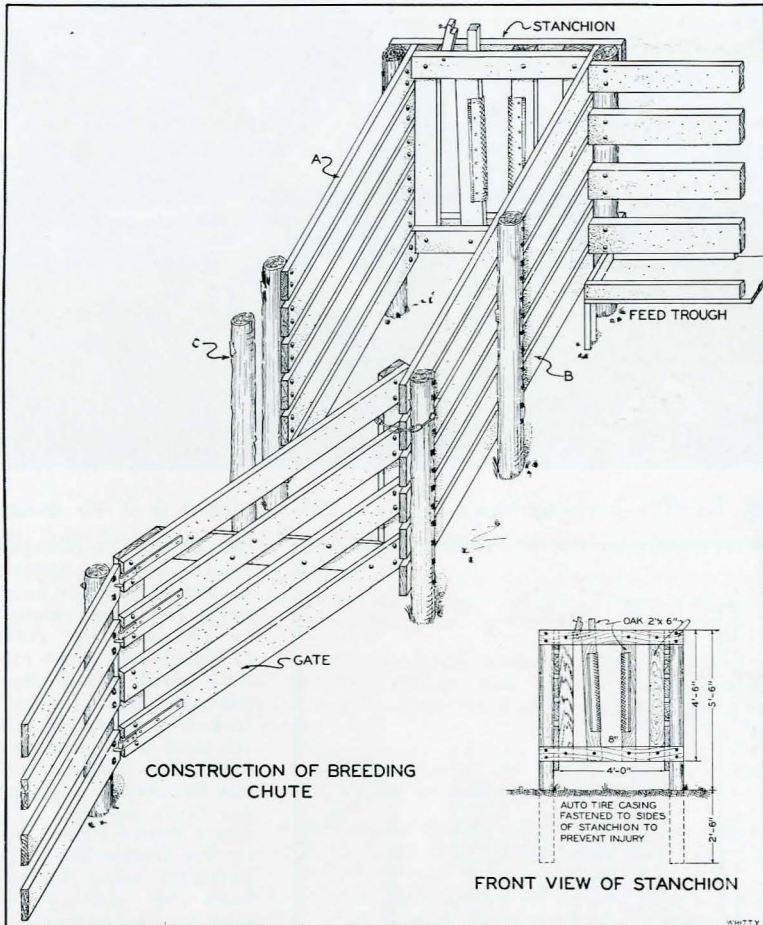 STANCHION
A
C
FEED TROUGH
B
GATE
CONSTRUCTION OF BREEDING
CHUTE
OAK 2"x 6"
4'-6"
5'-6"
8"
4'-0"
AUTO TIRE CASING
FASTENED TO SIDES
OF STANCHION TO
PREVENT INJURY
2'-6"
FRONT VIEW OF STANCHION
WHITTY